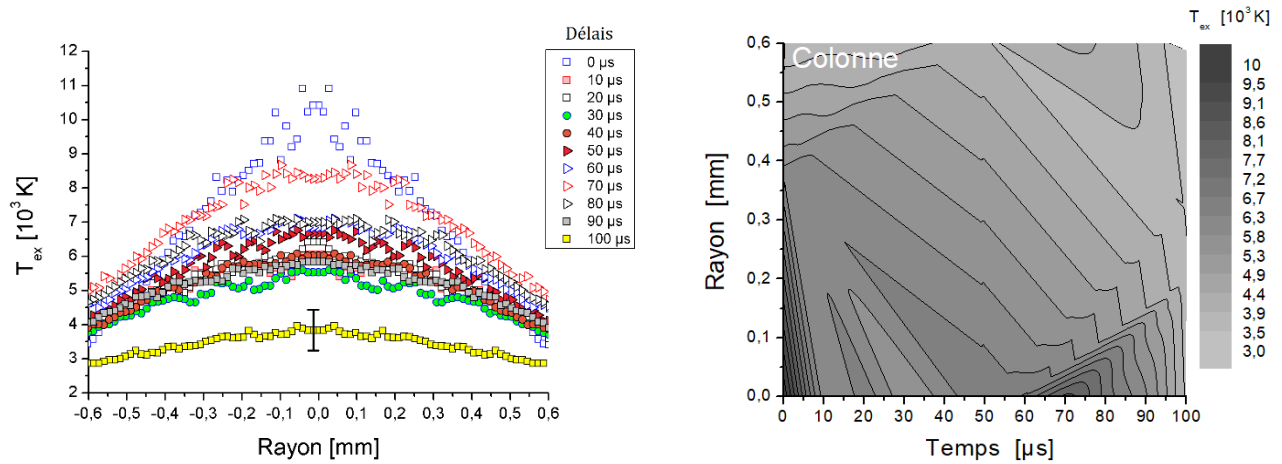 Délais
0 µs
10 µs
20 µs
30 µs
40 µs
50 µs
60 µs
70 µs
80 µs
90 µs
100 µs
12
11
10
9
8
7
6
5
4
3
2
T_ex [10³ K]
-0,6 -0,5 -0,4 -0,3 -0,2 -0,1 0,0 0,1 0,2 0,3 0,4 0,5 0,6
Rayon [mm]
Colonne
0,6
0,5
0,4
0,3
0,2
0,1
0,0
Rayon [mm]
0 10 20 30 40 50 60 70 80 90 100
Temps [µs]
T_ex [10³ K]
10
9,5
9,1
8,6
8,1
7,7
7,2
6,7
6,3
5,8
5,3
4,9
4,4
3,9
3,5
3,0